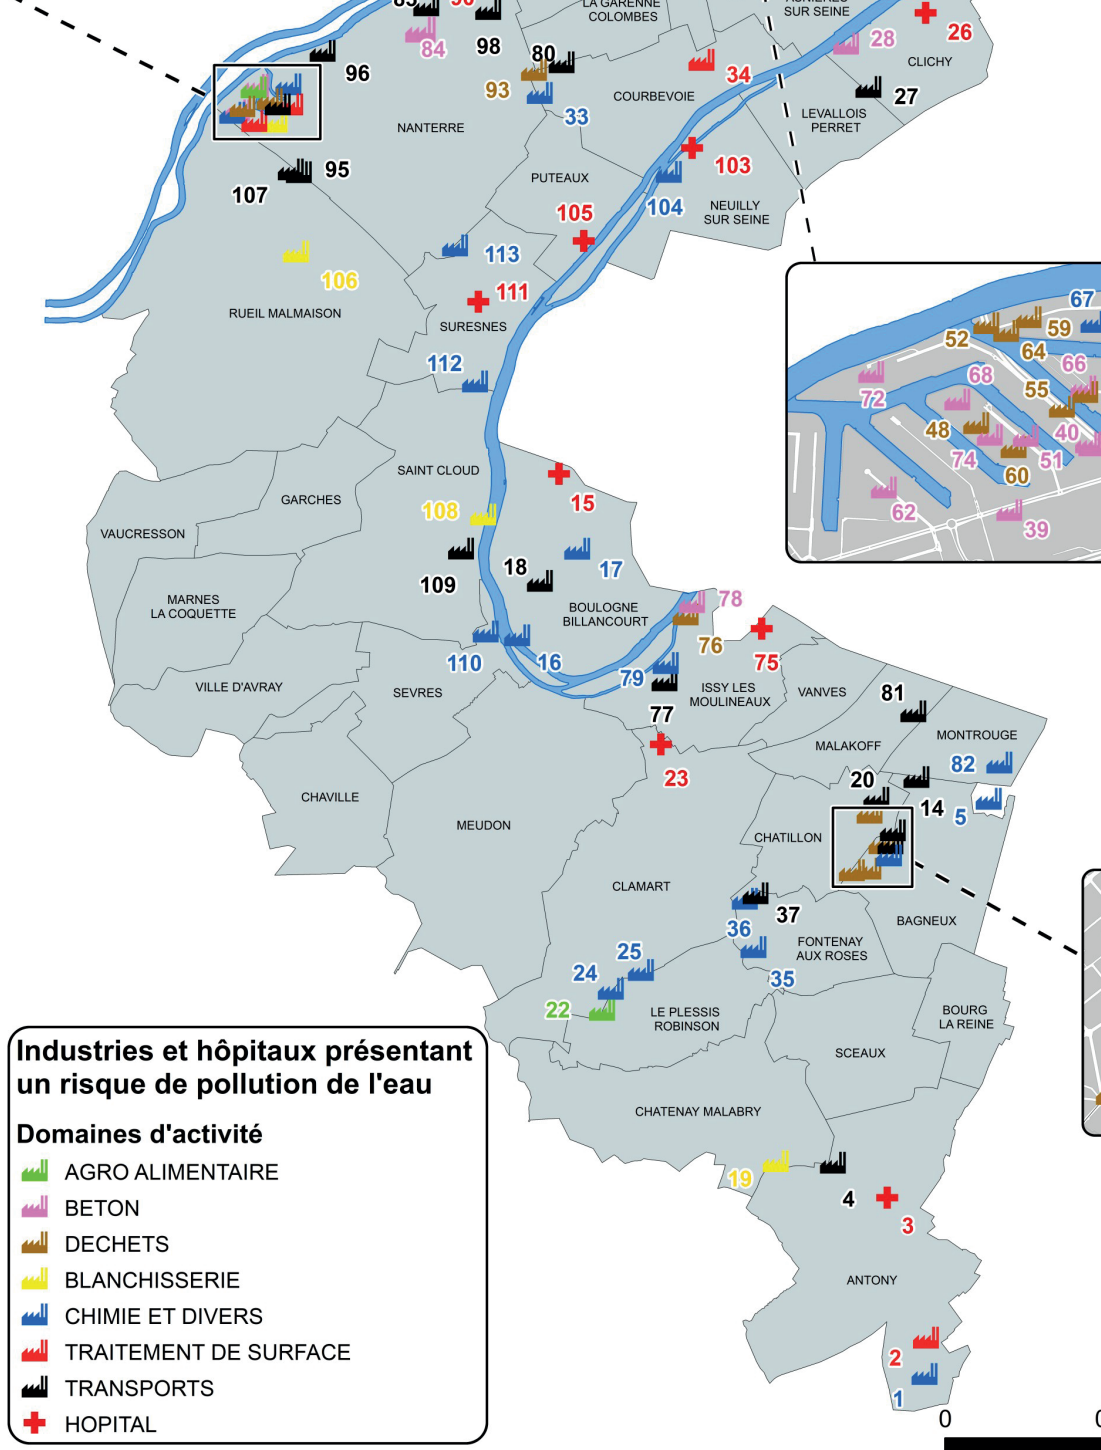 85
90
98
84
96
80
93
33
LA GARENNE
COLOMBES
ASNIERES
SUR SEINE
26
28
CLICHY
34
27
COURBEVOIE
LEVALLOIS
PERRET
NANTERRE
95
107
103
PUTEAUX
104
NEUILLY
SUR SEINE
105
113
106
111
RUEIL MALMAISON
SURESNES
112
67
52
59
64
66
68
55
72
48
40
74
51
60
62
39
SAINT CLOUD
15
GARCHES
108
VAUCRESSON
18
17
109
MARNES
LA COQUETTE
BOULOGNE
BILLANCOURT
78
76
75
110
16
79
VILLE D'AVRAY
SEVRES
ISSY LES
MOULINEAUX
VANVES
81
77
MONTROUGE
MALAKOFF
82
23
20
14
5
CHAVILLE
MEUDON
CHATILLON
CLAMART
37
36
BAGNEUX
FONTENAY
AUX ROSES
25
24
35
22
LE PLESSIS
ROBINSON
BOURG
LA REINE
SCEAUX
CHATENAY MALABRY
19
4
3
ANTONY
2
1
Industries et hôpitaux présentant
un risque de pollution de l'eau
Domaines d'activité
AGRO ALIMENTAIRE
BETON
DECHETS
BLANCHISSERIE
CHIMIE ET DIVERS
TRAITEMENT DE SURFACE
TRANSPORTS
HOPITAL
0